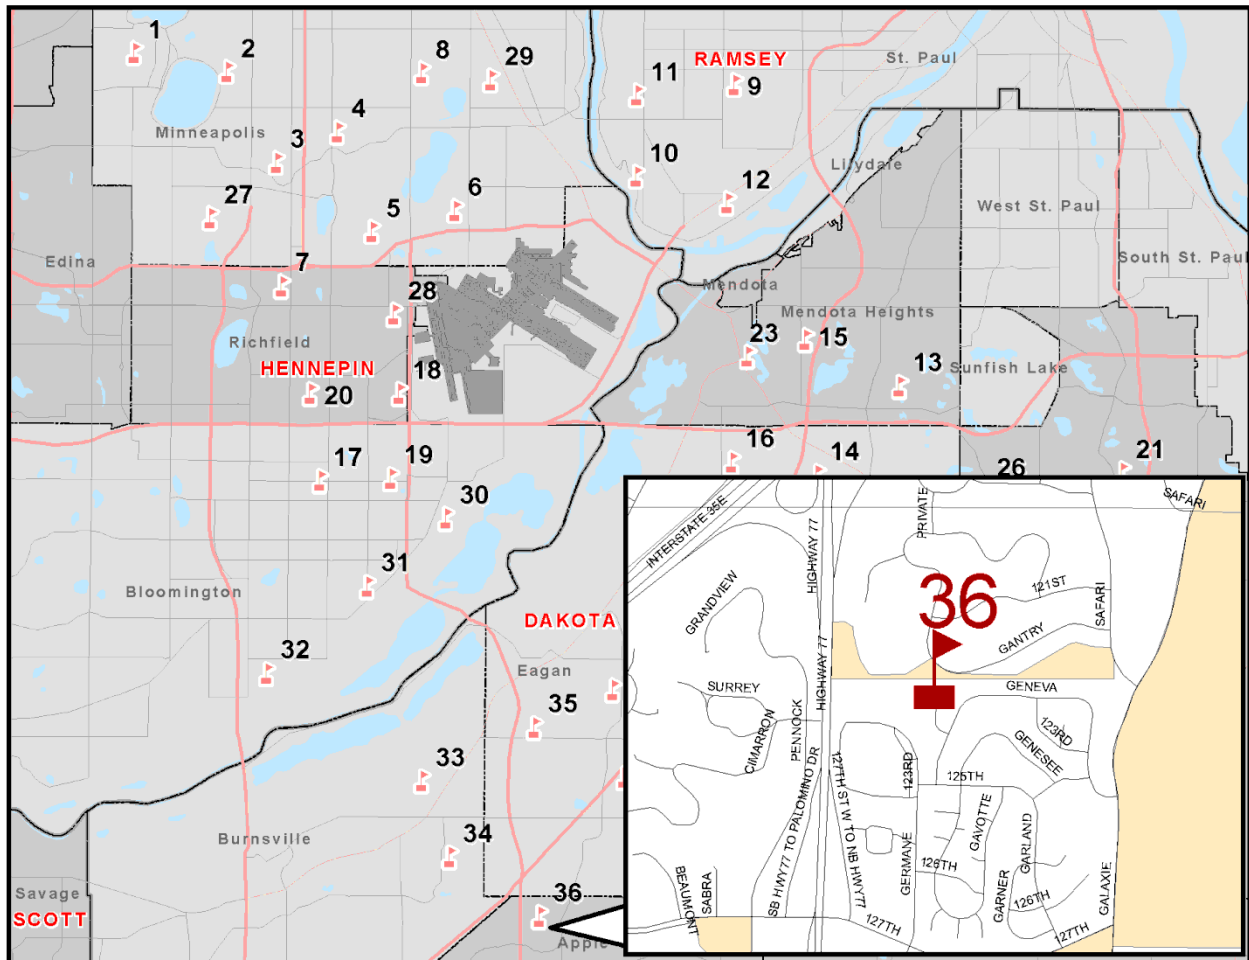 1
2
8
29
RAMSEY
St. Paul
11
9
4
Minneapolis
3
10
Lilydale
12
27
5
6
West St. Paul
Edina
7
South St. Paul
Mendota
28
Mendota Heights
Richfield
23
15
HENNEPIN
18
13
Sunfish Lake
20
16
14
21
17
19
26
30
31
Bloomington
DAKOTA
32
Eagan
35
33
Burnsville
34
Savage
SCOTT
36
Apple
INTERSTATE 35E
HIGHWAY 77
PRIVATE
SAFARI
GRANDVIEW
36
121ST
SAFARI
GANTRY
HIGHWAY 77
SURREY
GENEVA
CIMARRON
PENNOCK
123RD
123RD
GENESEE
SB HWY77 TO PALOMINO DR
127TH ST W TO NB HWY77
125TH
GAVOTTE
GARLAND
GERMANE
126TH
BEAUMONT
SABRA
GARNER
126TH
GALAXIE
127TH
127TH